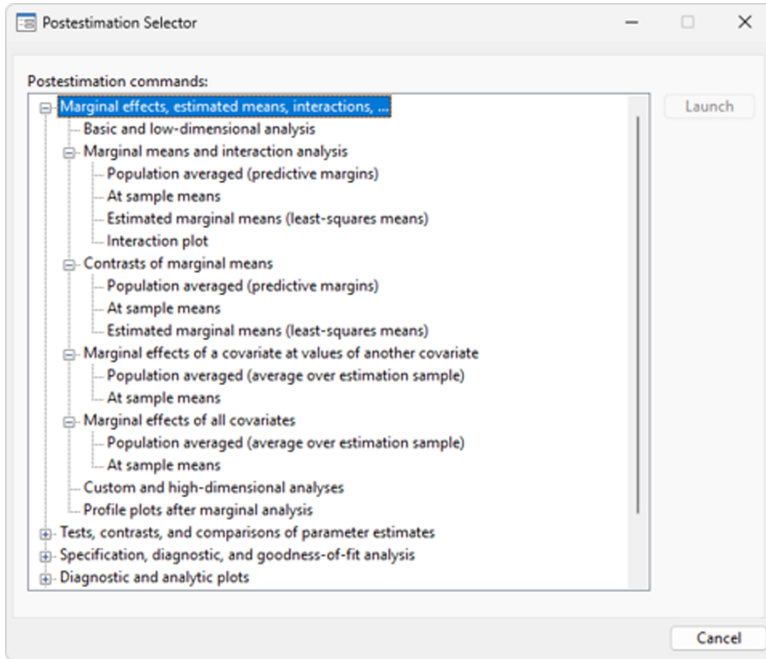 Postestimation Selector
Postestimation commands:
Marginal effects, estimated means, interactions, ...
Launch
Basic and low-dimensional analysis
Marginal means and interaction analysis
Population averaged (predictive margins)
At sample means
Estimated marginal means (least-squares means)
Interaction plot
Contrasts of marginal means
Population averaged (predictive margins)
At sample means
Estimated marginal means (least-squares means)
Marginal effects of a covariate at values of another covariate
Population averaged (average over estimation sample)
At sample means
Marginal effects of all covariates
Population averaged (average over estimation sample)
At sample means
Custom and high-dimensional analyses
Profile plots after marginal analysis
Tests, contrasts, and comparisons of parameter estimates
Specification, diagnostic, and goodness-of-fit analysis
Diagnostic and analytic plots
Cancel